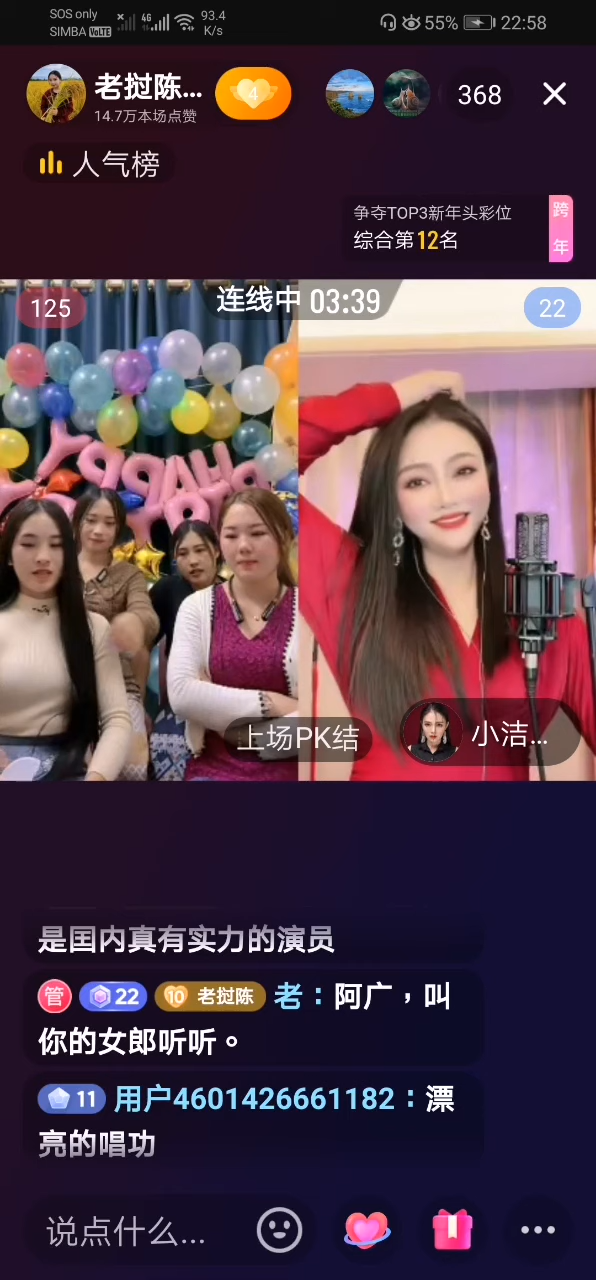 SOS only
SIMBA VoLTE
4G
93.4
K/s
55%
22:58
老挝陈...
14.7万本场点赞
4
368
人气榜
争夺TOP3新年头彩位
综合第12名
跨
年
125
连线中 03:39
22
HAPPY
上场PK结
小洁...
是国内真有实力的演员
管 22 10 老挝陈 老：阿广，叫
你的女郎听听。
11 用户4601426661182：漂
亮的唱功
说点什么...